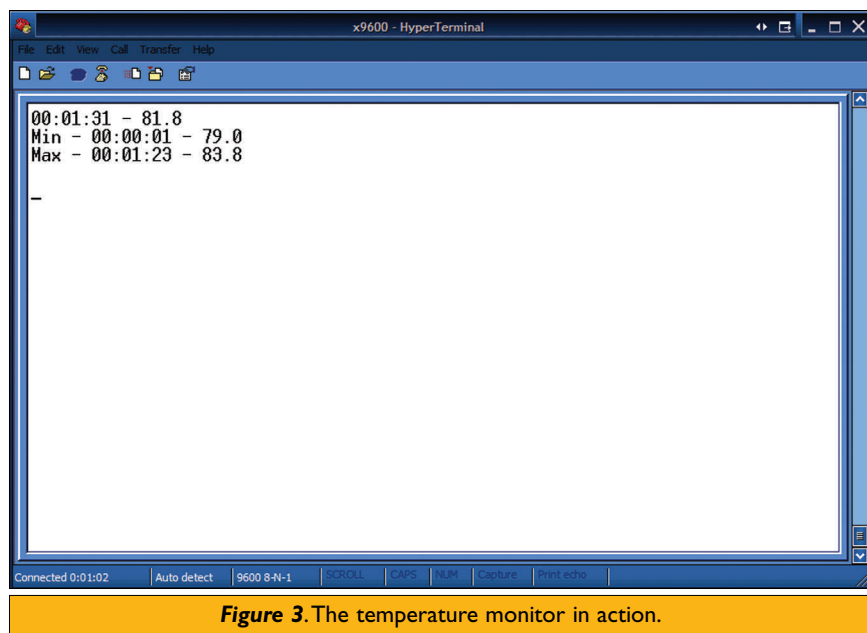 x9600 - HyperTerminal
File Edit View Call Transfer Help
00:01:31 - 81.8
Min - 00:00:01 - 79.0
Max - 00:01:23 - 83.8
Connected 0:01:02 Auto detect 9600 8-N-1 SCROLL CAPS NUM Capture Print echo
Figure 3. The temperature monitor in action.